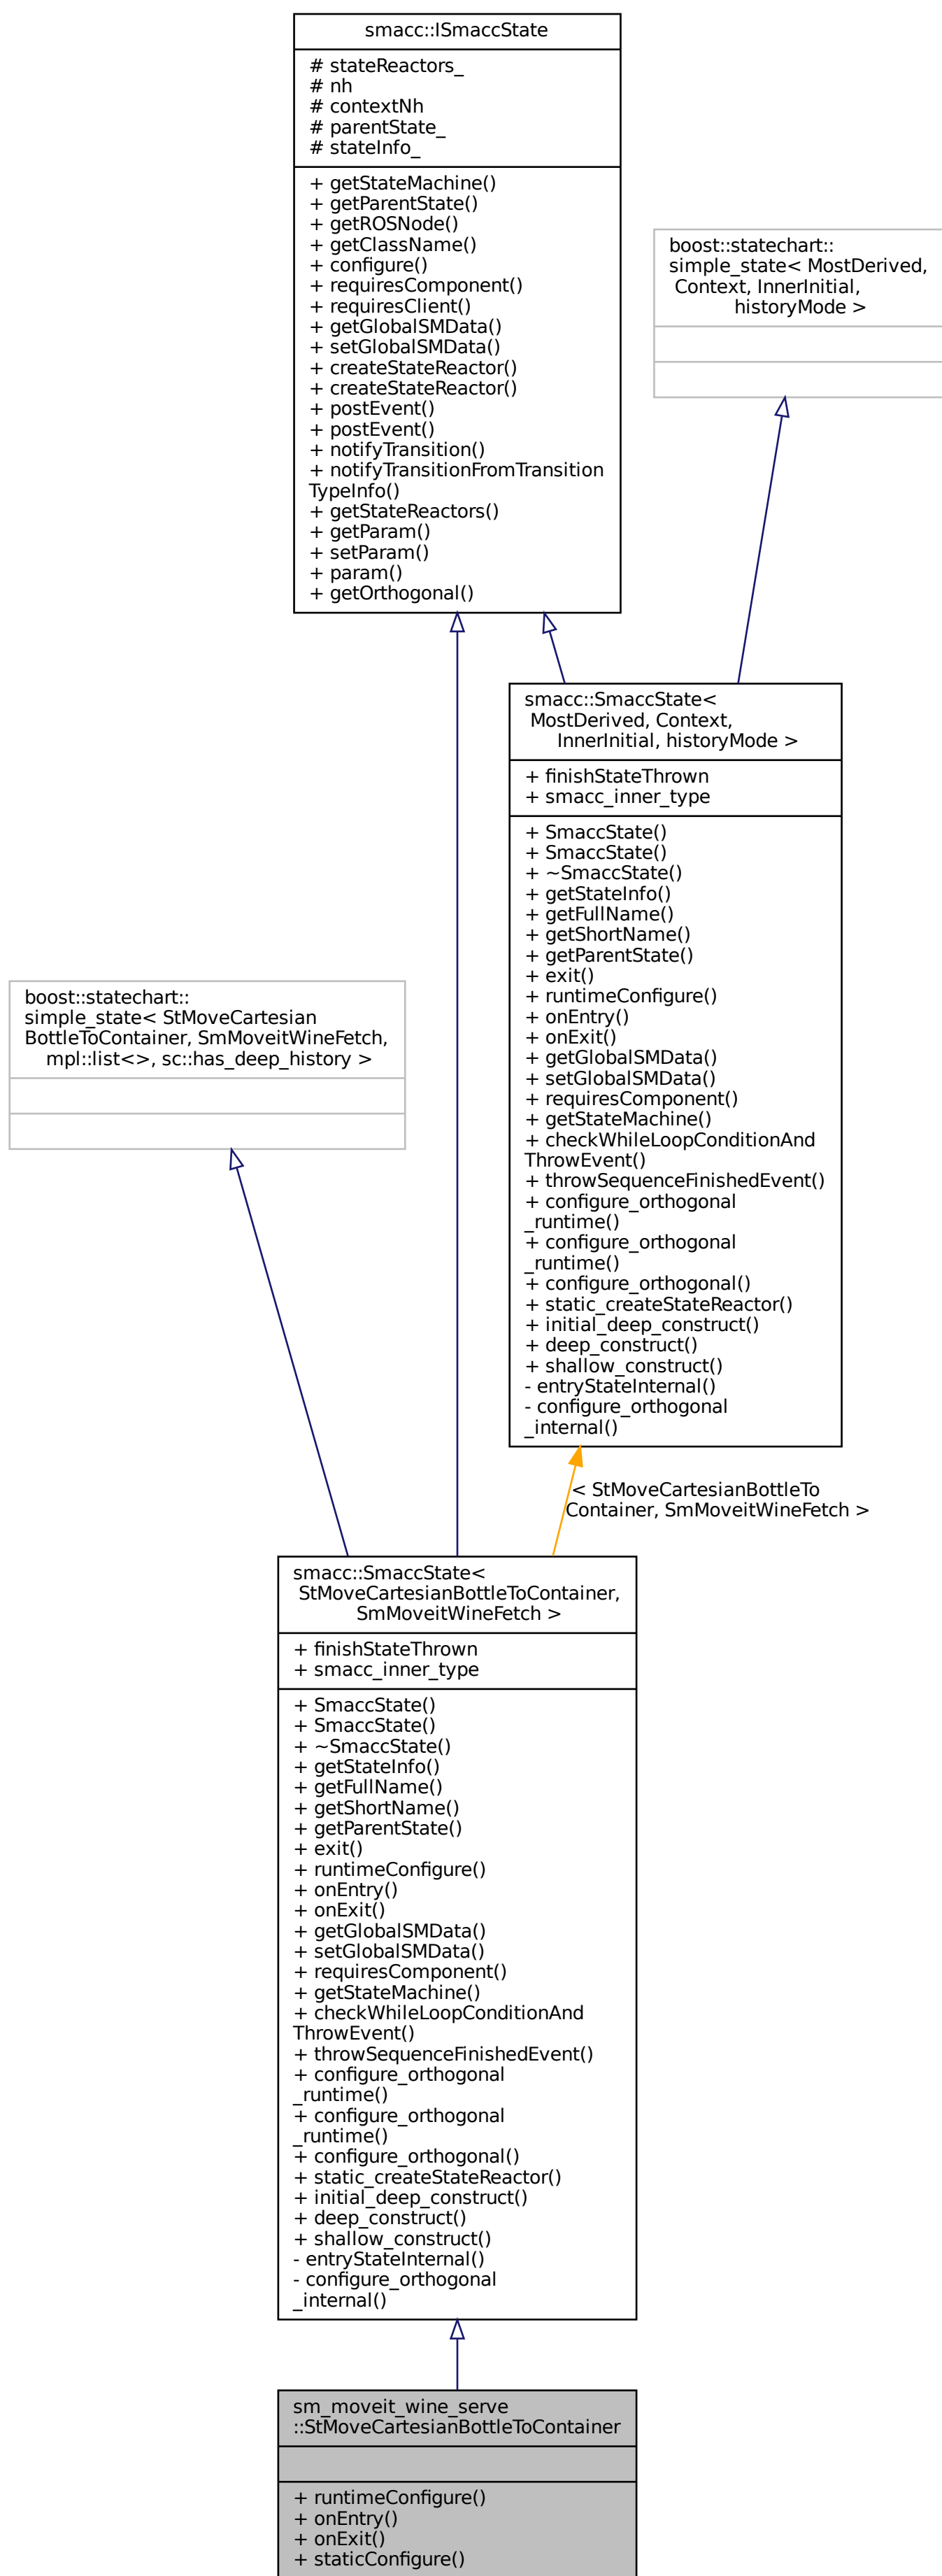 smacc::ISmaccState
# stateReactors_
# nh
# contextNh
# parentState_
# stateInfo_
+ getStateMachine()
+ getParentState()
+ getROSNode()
+ getClassName()
+ configure()
+ requiresComponent()
+ requiresClient()
+ getGlobalSMData()
+ setGlobalSMData()
+ createStateReactor()
+ createStateReactor()
+ postEvent()
+ postEvent()
+ notifyTransition()
+ notifyTransitionFromTransition
TypeInfo()
+ getStateReactors()
+ getParam()
+ setParam()
+ param()
+ getOrthogonal()
boost::statechart::
simple_state< MostDerived,
Context, InnerInitial,
historyMode >
smacc::SmaccState<
MostDerived, Context,
InnerInitial, historyMode >
+ finishStateThrown
+ smacc_inner_type
+ SmaccState()
+ SmaccState()
+ ~SmaccState()
+ getStateInfo()
+ getFullName()
+ getShortName()
+ getParentState()
+ exit()
+ runtimeConfigure()
+ onEntry()
+ onExit()
+ getGlobalSMData()
+ setGlobalSMData()
+ requiresComponent()
+ getStateMachine()
+ checkWhileLoopConditionAnd
ThrowEvent()
+ throwSequenceFinishedEvent()
+ configure_orthogonal
_runtime()
+ configure_orthogonal
_runtime()
+ configure_orthogonal()
+ static_createStateReactor()
+ initial_deep_construct()
+ deep_construct()
+ shallow_construct()
- entryStateInternal()
- configure_orthogonal
_internal()
boost::statechart::
simple_state< StMoveCartesian
BottleToContainer, SmMoveitWineFetch,
mpl::list<>, sc::has_deep_history >
< StMoveCartesianBottleTo
Container, SmMoveitWineFetch >
smacc::SmaccState<
StMoveCartesianBottleToContainer,
SmMoveitWineFetch >
+ finishStateThrown
+ smacc_inner_type
+ SmaccState()
+ SmaccState()
+ ~SmaccState()
+ getStateInfo()
+ getFullName()
+ getShortName()
+ getParentState()
+ exit()
+ runtimeConfigure()
+ onEntry()
+ onExit()
+ getGlobalSMData()
+ setGlobalSMData()
+ requiresComponent()
+ getStateMachine()
+ checkWhileLoopConditionAnd
ThrowEvent()
+ throwSequenceFinishedEvent()
+ configure_orthogonal
_runtime()
+ configure_orthogonal
_runtime()
+ configure_orthogonal()
+ static_createStateReactor()
+ initial_deep_construct()
+ deep_construct()
+ shallow_construct()
- entryStateInternal()
- configure_orthogonal
_internal()
sm_moveit_wine_serve
::StMoveCartesianBottleToContainer
+ runtimeConfigure()
+ onEntry()
+ onExit()
+ staticConfigure()